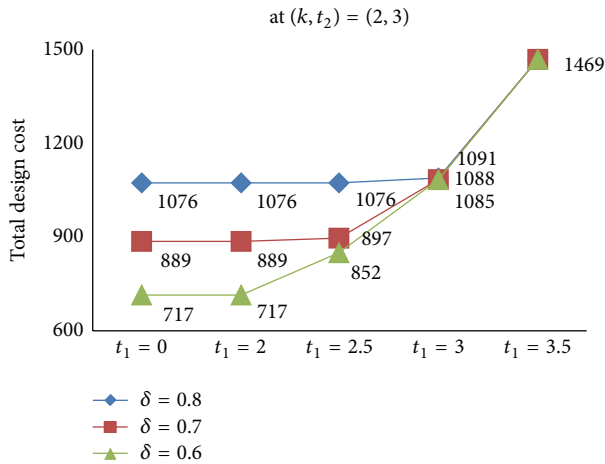 at (k, t₂) = (2, 3)
Total design cost
1500
1200
900
600
1076
1076
1076
889
889
897
717
717
852
1091
1088
1085
1469
t₁ = 0
t₁ = 2
t₁ = 2.5
t₁ = 3
t₁ = 3.5
δ = 0.8
δ = 0.7
δ = 0.6